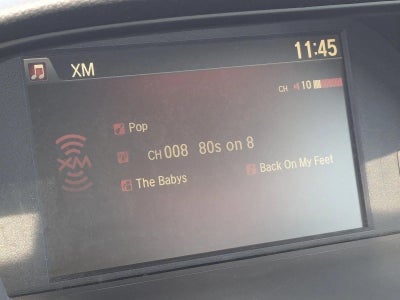 XM 11:45
CH 10
Pop
XM
CH 008 80s on 8
The Babys Back On My Feet